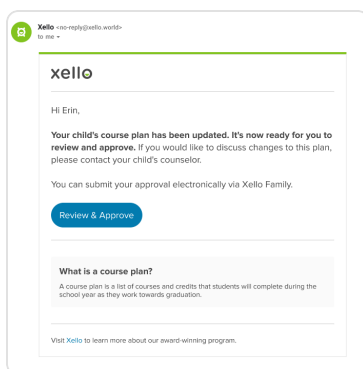 Xello <no-reply@xello.world>
to me
xello
Hi Erin,
Your child's course plan has been updated. It's now ready for you to
review and approve. If you would like to discuss changes to this plan,
please contact your child's counselor.
You can submit your approval electronically via Xello Family.
Review & Approve
What is a course plan?
A course plan is a list of courses and credits that students will complete during the
school year as they work towards graduation.
Visit Xello to learn more about our award-winning program.